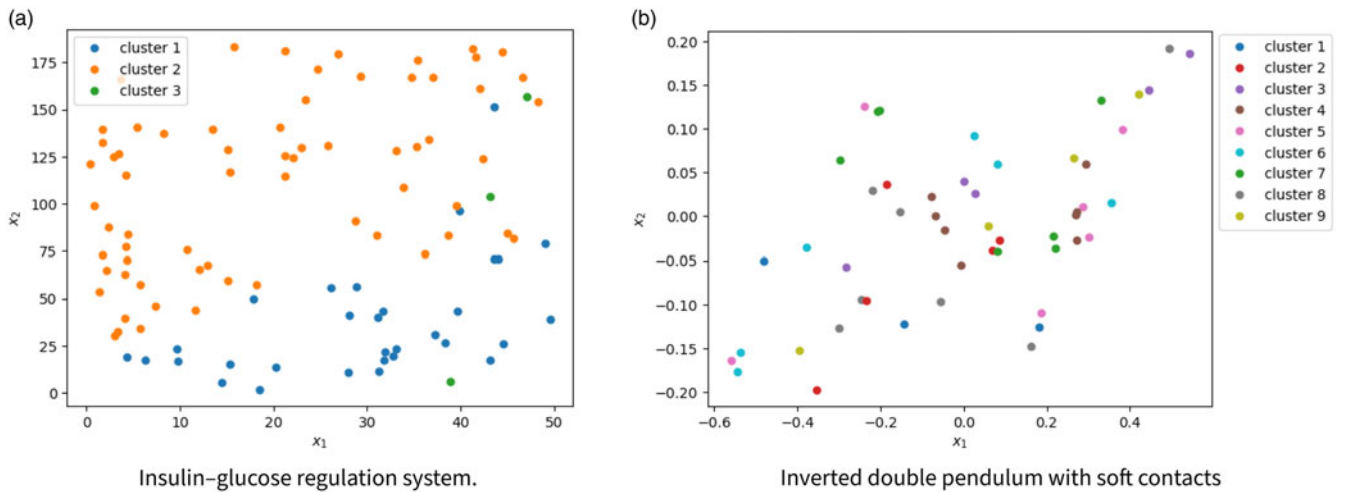 (a)
cluster 1
cluster 2
cluster 3
175
150
125
100
75
50
25
0
0 10 20 30 40 50
x₂
x₁
Insulin–glucose regulation system.
(b)
0.20
0.15
0.10
0.05
0.00
−0.05
−0.10
−0.15
−0.20
−0.6 −0.4 −0.2 0.0 0.2 0.4
x₂
x₁
cluster 1
cluster 2
cluster 3
cluster 4
cluster 5
cluster 6
cluster 7
cluster 8
cluster 9
Inverted double pendulum with soft contacts